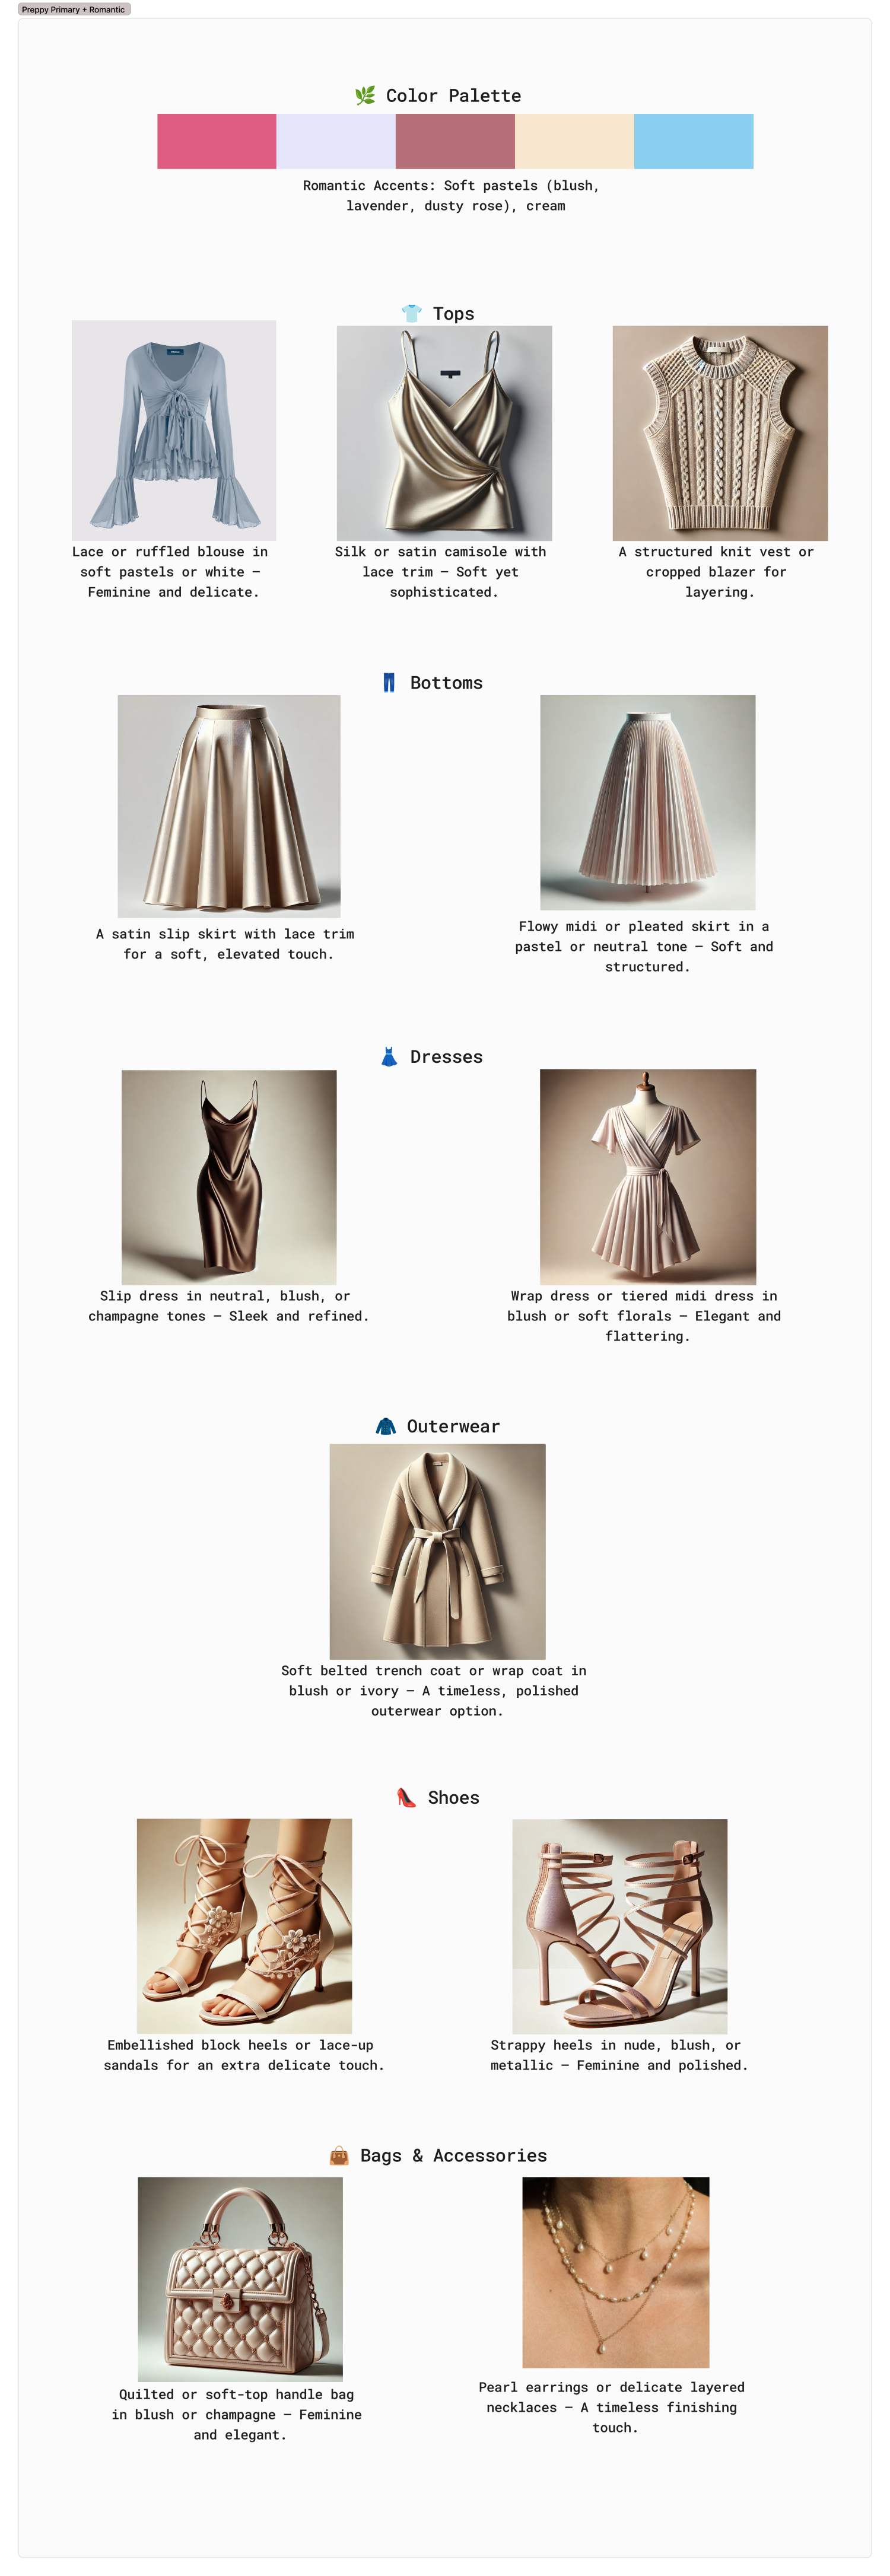 Preppy Primary + Romantic
🌿 Color Palette
Romantic Accents: Soft pastels (blush,
lavender, dusty rose), cream
👕 Tops
Lace or ruffled blouse in
soft pastels or white –
Feminine and delicate.
Silk or satin camisole with
lace trim – Soft yet
sophisticated.
A structured knit vest or
cropped blazer for
layering.
👖 Bottoms
A satin slip skirt with lace trim
for a soft, elevated touch.
Flowy midi or pleated skirt in a
pastel or neutral tone – Soft and
structured.
👗 Dresses
Slip dress in neutral, blush, or
champagne tones – Sleek and refined.
Wrap dress or tiered midi dress in
blush or soft florals – Elegant and
flattering.
🧥 Outerwear
Soft belted trench coat or wrap coat in
blush or ivory – A timeless, polished
outerwear option.
👠 Shoes
Embellished block heels or lace-up
sandals for an extra delicate touch.
Strappy heels in nude, blush, or
metallic – Feminine and polished.
👜 Bags & Accessories
Quilted or soft-top handle bag
in blush or champagne – Feminine
and elegant.
Pearl earrings or delicate layered
necklaces – A timeless finishing
touch.